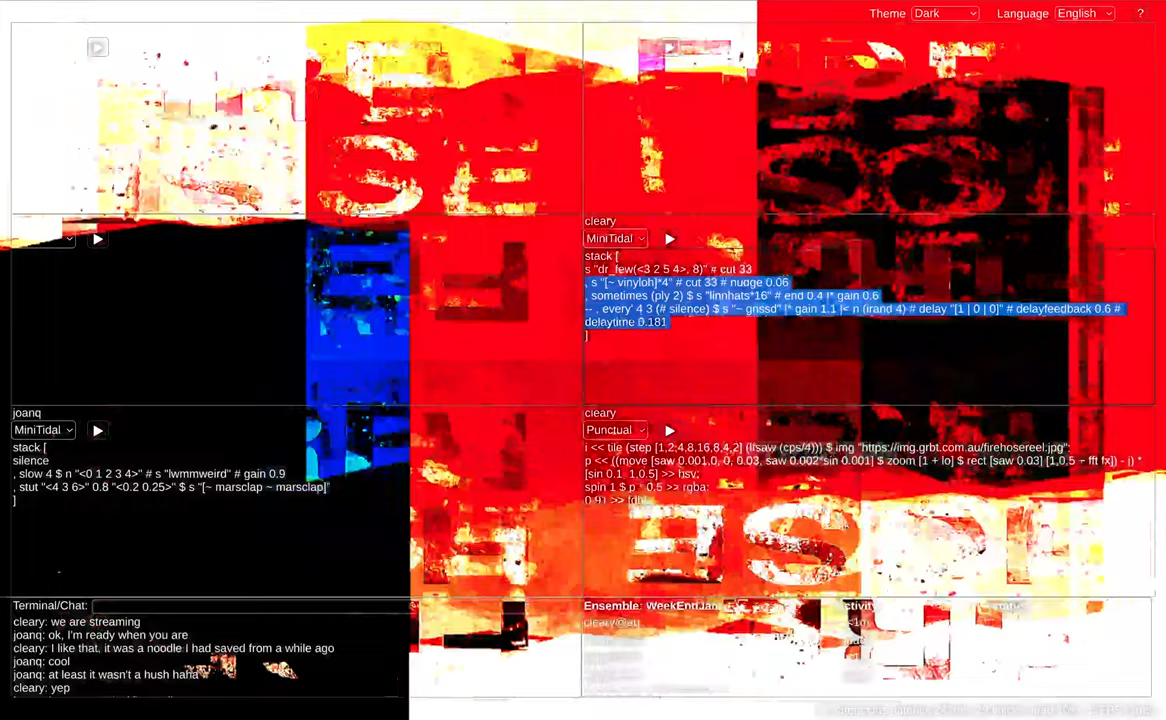 Theme Dark Language English ?
cleary
MiniTidal
stack [
s "dr_few(<3 2 5 4>, 8)" # cut 33
, s "[~ vinyloh]*4" # cut 33 # nudge 0.06
, sometimes (ply 2) $ s "linnhats*16" # end 0.4 |* gain 0.6
-- , every' 4 3 (# silence) $ s "~ gnssd" |* gain 1.1 |< n (irand 4) # delay "[1 | 0 | 0]" # delayfeedback 0.6 #
delaytime 0.181
]
joanq
MiniTidal
stack [
silence
, slow 4 $ n "<0 1 2 3 4>" # s "lwmmweird" # gain 0.9
, stut "<4 3 6>" 0.8 "<0.2 0.25>" $ s "[~ marsclap ~ marsclap]"
]
cleary
Punctual
i << tile (step [1,2,4,8,16,8,4,2] (lfsaw (cps/4))) $ img "https://img.grbt.com.au/firehosereel.jpg";
p << ((move [saw 0.001,0, 0, 0.03, saw 0.002*sin 0.001] $ zoom [1 + lo] $ rect [saw 0.03] [1,0.5 ÷ fft fx]) - i) *
[sin 0.1, 1,0.5] >> hsv;
spin 1 $ p * 0.5 >> rgba;
Terminal/Chat:
cleary: we are streaming
joanq: ok, I'm ready when you are
cleary: I like that, it was a noodle I had saved from a while ago
joanq: cool
joanq: at least it wasn't a hush haha
cleary: yep
Ensemble: WeekEndJam